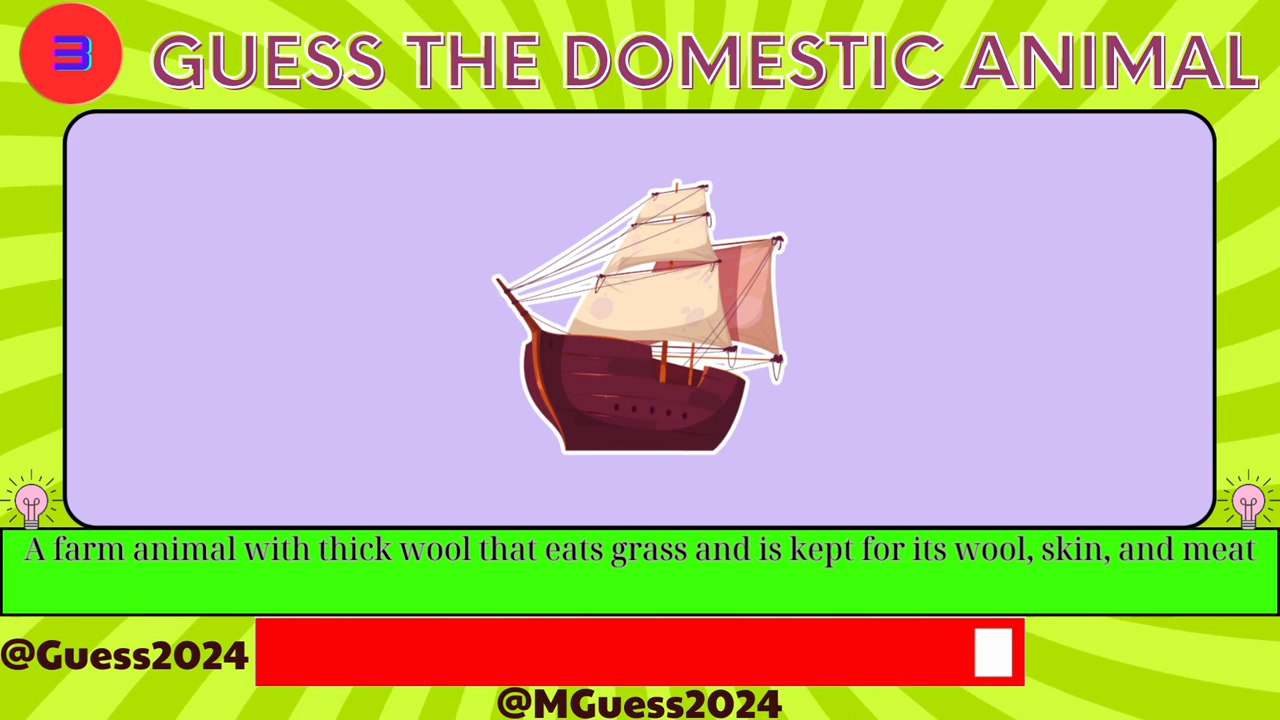 3
GUESS THE DOMESTIC ANIMAL
A farm animal with thick wool that eats grass and is kept for its wool, skin, and meat
@Guess2024
@MGuess2024